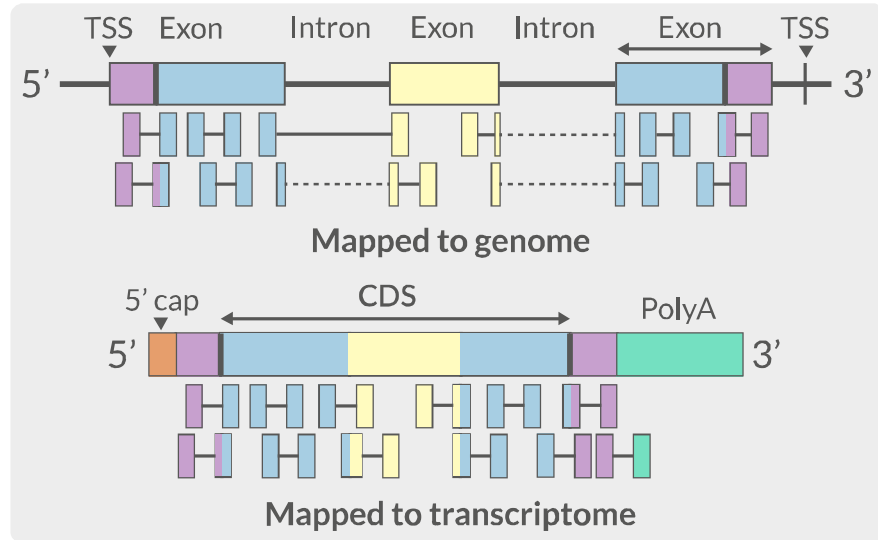 TSS Exon Intron Exon Intron Exon TSS
5’ 3’
Mapped to genome
5’ cap CDS PolyA
5’ 3’
Mapped to transcriptome